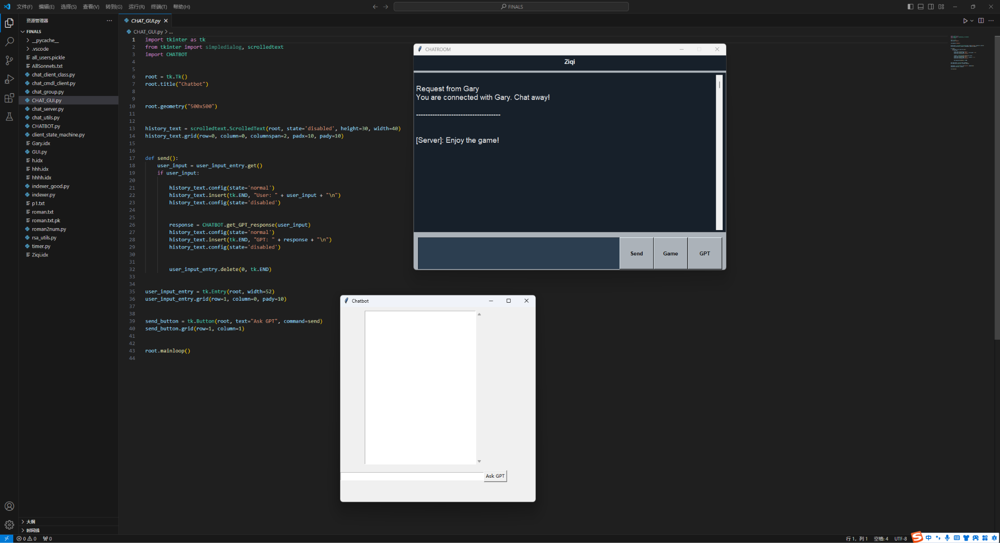 文件(F) 编辑(E) 选择(S) 查看(V) 转到(G) 运行(R) 终端(T) 帮助(H)
FINALS
资源管理器
CHAT_GUI.py
FINALS
CHAT_GUI.py > ...
__pycache__
.vscode
all_users.pickle
AllSonnets.txt
chat_client_class.py
chat_cmdl_client.py
chat_group.py
CHAT_GUI.py
chat_server.py
chat_utils.py
CHATBOT.py
client_state_machine.py
Gary.idx
GUI.py
h.idx
hhh.idx
hhhh.idx
indexer_good.py
indexer.py
p1.txt
roman.txt
roman.txt.pk
roman2num.py
rsa_utils.py
timer.py
Ziqi.idx
大纲
时间线
1 import tkinter as tk
2 from tkinter import simpledialog, scrolledtext
3 import CHATBOT
4
5
6 root = tk.Tk()
7 root.title("Chatbot")
8
9
10 root.geometry("500x500")
11
12
13 history_text = scrolledtext.ScrolledText(root, state='disabled', height=30, width=40)
14 history_text.grid(row=0, column=0, columnspan=2, padx=10, pady=10)
15
16
17 def send():
18     user_input = user_input_entry.get()
19     if user_input:
20
21         history_text.config(state='normal')
22         history_text.insert(tk.END, "User: " + user_input + "\n")
23         history_text.config(state='disabled')
24
25
26         response = CHATBOT.get_GPT_response(user_input)
27         history_text.config(state='normal')
28         history_text.insert(tk.END, "GPT: " + response + "\n")
29         history_text.config(state='disabled')
30
31
32         user_input_entry.delete(0, tk.END)
33
34
35 user_input_entry = tk.Entry(root, width=52)
36 user_input_entry.grid(row=1, column=0, pady=10)
37
38
39 send_button = tk.Button(root, text="Ask GPT", command=send)
40 send_button.grid(row=1, column=1)
41
42
43 root.mainloop()
44
CHATROOM
Ziqi
Request from Gary
You are connected with Gary. Chat away!
------------------------------------
[Server]: Enjoy the game!
Send Game GPT
Chatbot
Ask GPT
0 0 0
行 1，列 1 空格: 4 UTF-8
S 中